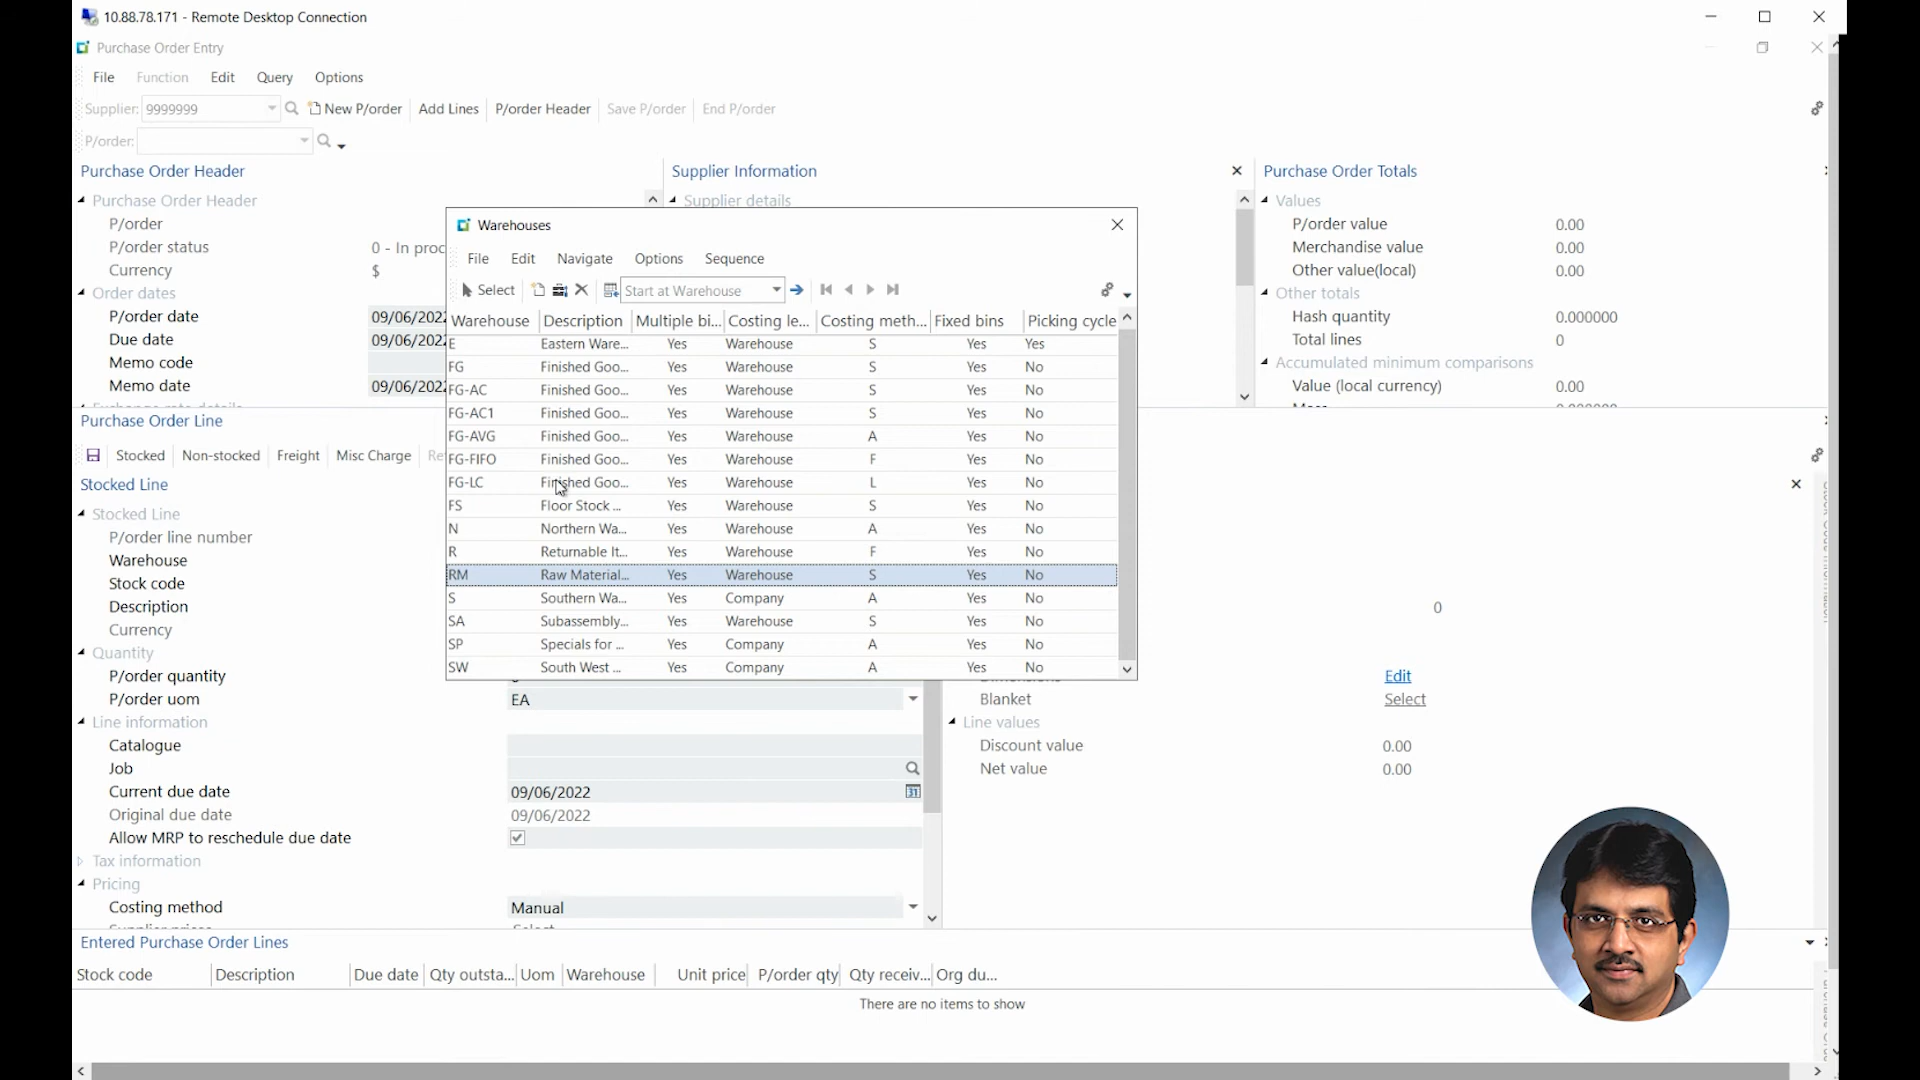 10.88.78.171 - Remote Desktop Connection
Purchase Order Entry
File Function Edit Query Options
Supplier: 9999999 New P/order Add Lines P/order Header Save P/order End P/order
P/order:
Purchase Order Header
Purchase Order Header
P/order
P/order status 0 - In proc
Currency $
Order dates
P/order date 09/06/2022
Due date 09/06/2022
Memo code
Memo date 09/06/2022
Supplier Information
Supplier details
Purchase Order Totals
Values
P/order value 0.00
Merchandise value 0.00
Other value(local) 0.00
Other totals
Hash quantity 0.000000
Total lines 0
Accumulated minimum comparisons
Value (local currency) 0.00
Warehouses
File Edit Navigate Options Sequence
Select Start at Warehouse
Warehouse Description Multiple bi... Costing le... Costing meth... Fixed bins Picking cycle
E Eastern Ware... Yes Warehouse S Yes Yes
FG Finished Goo... Yes Warehouse S Yes No
FG-AC Finished Goo... Yes Warehouse S Yes No
FG-AC1 Finished Goo... Yes Warehouse S Yes No
FG-AVG Finished Goo... Yes Warehouse A Yes No
FG-FIFO Finished Goo... Yes Warehouse F Yes No
FG-LC Finished Goo... Yes Warehouse L Yes No
FS Floor Stock ... Yes Warehouse S Yes No
N Northern Wa... Yes Warehouse A Yes No
R Returnable It... Yes Warehouse F Yes No
RM Raw Material... Yes Warehouse S Yes No
S Southern Wa... Yes Company A Yes No
SA Subassembly... Yes Warehouse S Yes No
SP Specials for ... Yes Company A Yes No
SW South West ... Yes Company A Yes No
Purchase Order Line
Stocked Non-stocked Freight Misc Charge Re
Stocked Line
Stocked Line
P/order line number
Warehouse
Stock code
Description 0
Currency
Quantity
P/order quantity Edit
P/order uom EA Blanket Select
Line information Line values
Catalogue Discount value 0.00
Job Net value 0.00
Current due date 09/06/2022 31
Original due date 09/06/2022
Allow MRP to reschedule due date
Tax information
Pricing
Costing method Manual
Entered Purchase Order Lines
Stock code Description Due date Qty outsta... Uom Warehouse Unit price P/order qty Qty receiv... Org du...
There are no items to show